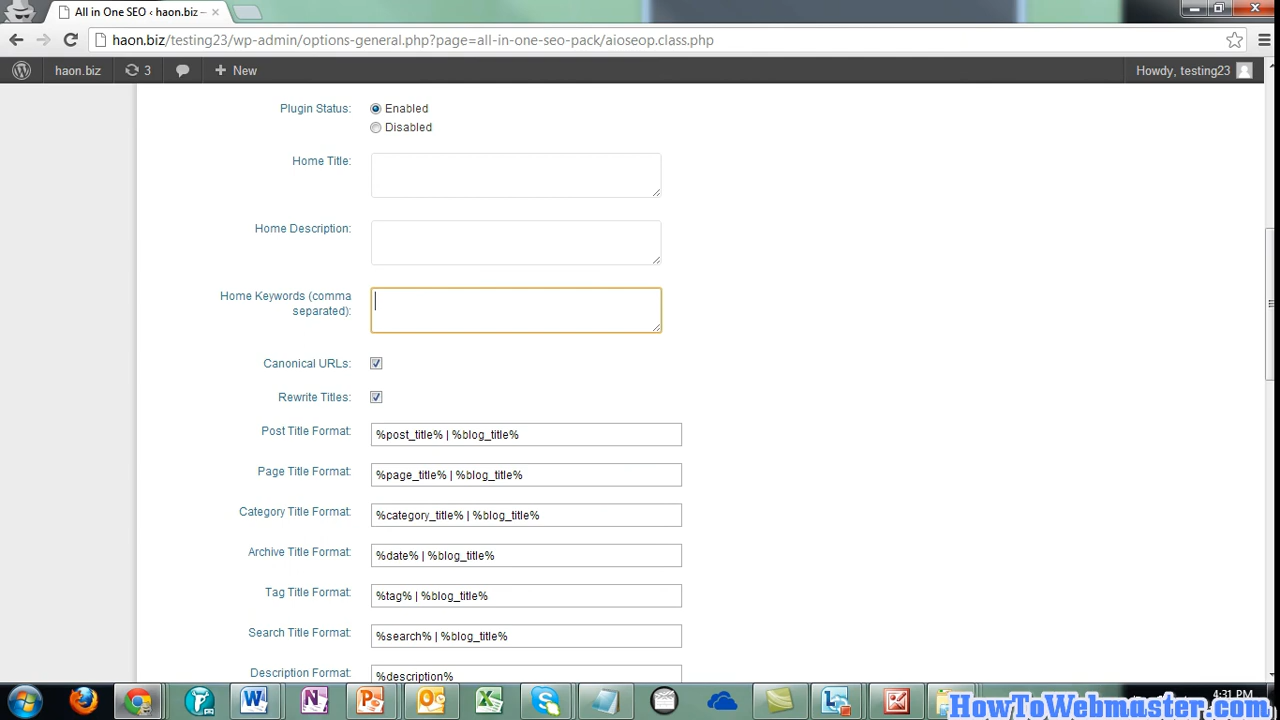 All in One SEO ‹ haon.biz –
haon.biz/testing23/wp-admin/options-general.php?page=all-in-one-seo-pack/aioseop.class.php
haon.biz
3
New
Howdy, testing23
Plugin Status:
Enabled
Disabled
Home Title:
Home Description:
Home Keywords (comma
separated):
Canonical URLs:
Rewrite Titles:
Post Title Format:
%post_title% | %blog_title%
Page Title Format:
%page_title% | %blog_title%
Category Title Format:
%category_title% | %blog_title%
Archive Title Format:
%date% | %blog_title%
Tag Title Format:
%tag% | %blog_title%
Search Title Format:
%search% | %blog_title%
Description Format:
%description%
4:31 PM
HowToWebmaster.com